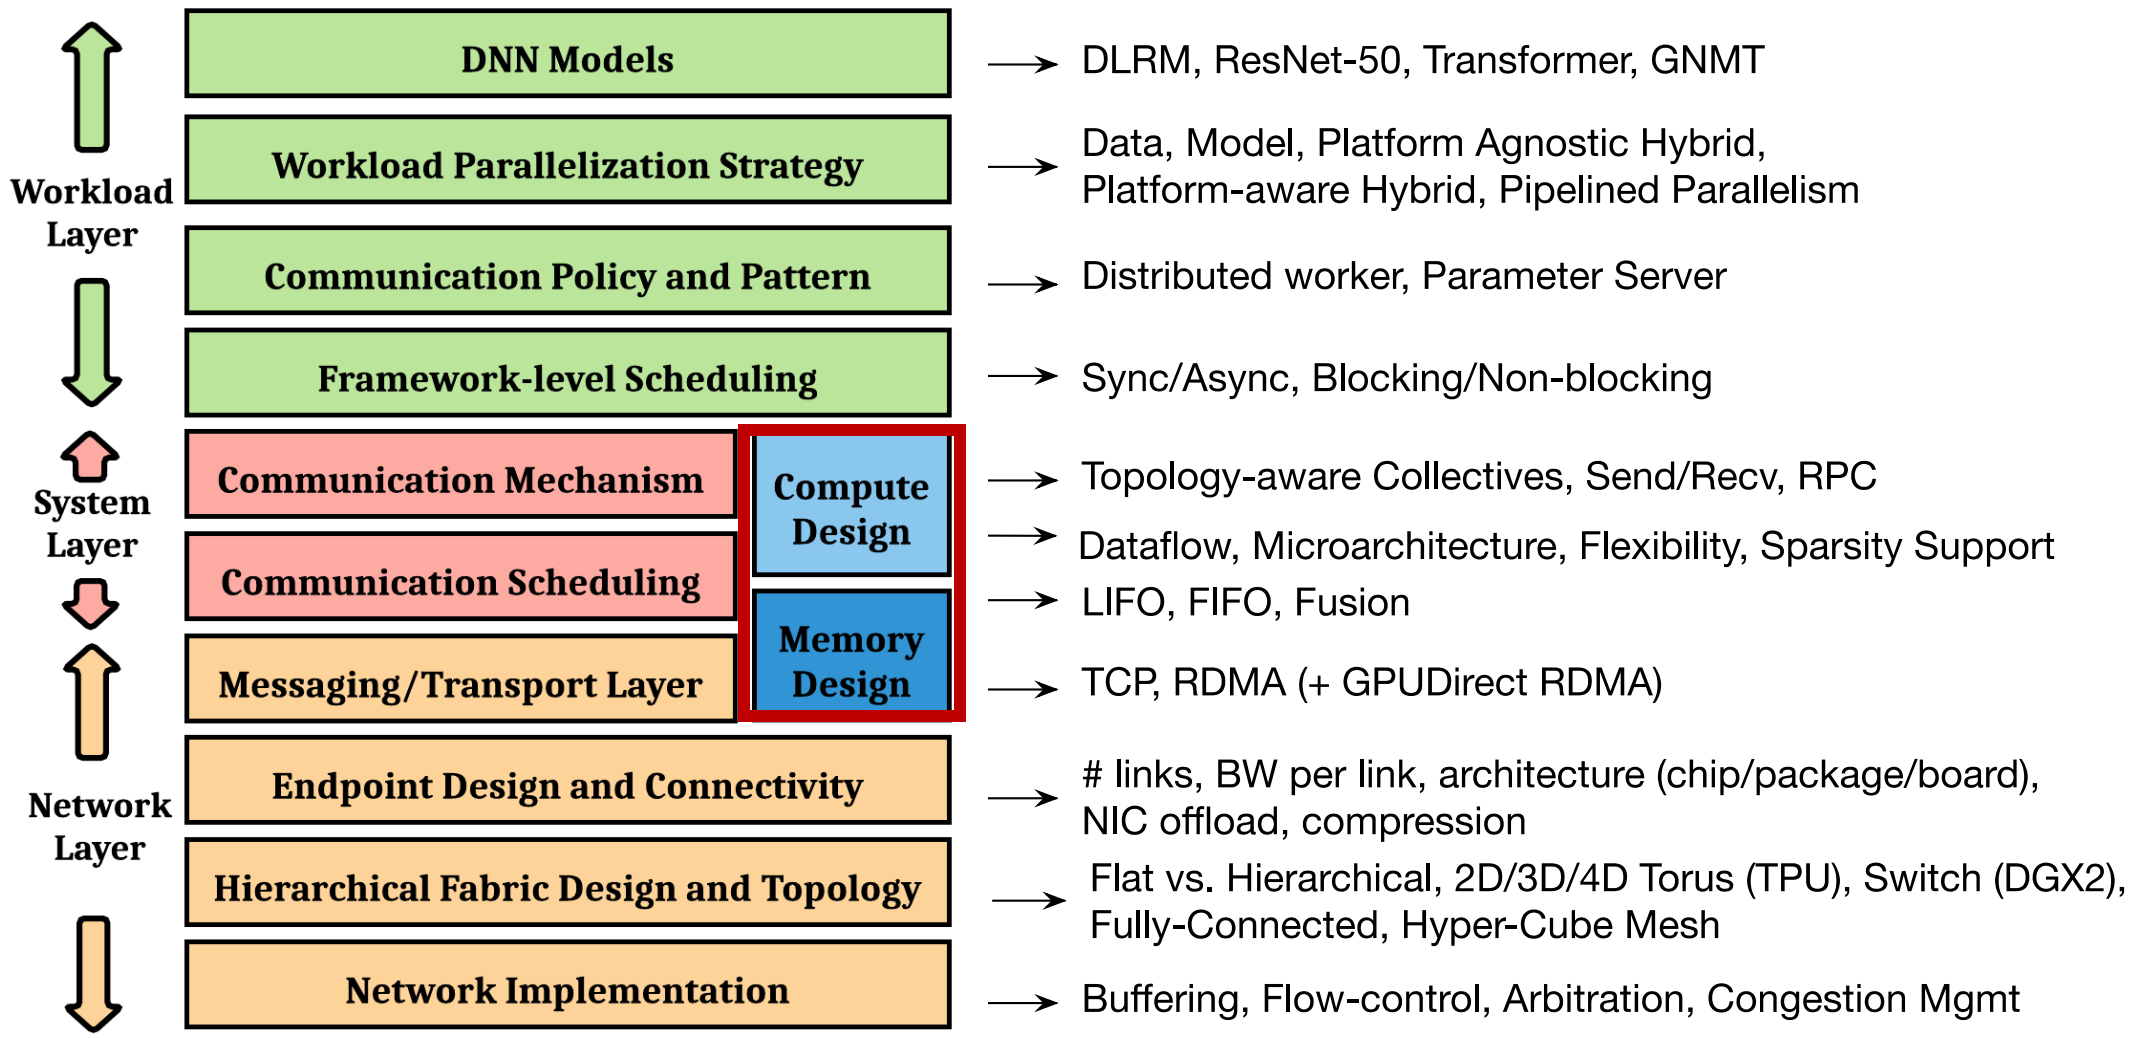 DNN Models
DLRM, ResNet-50, Transformer, GNMT
Workload Parallelization Strategy
Data, Model, Platform Agnostic Hybrid,
Platform-aware Hybrid, Pipelined Parallelism
Workload
Layer
Communication Policy and Pattern
Distributed worker, Parameter Server
Framework-level Scheduling
Sync/Async, Blocking/Non-blocking
Communication Mechanism
Compute
Design
Topology-aware Collectives, Send/Recv, RPC
System
Layer
Dataflow, Microarchitecture, Flexibility, Sparsity Support
Communication Scheduling
LIFO, FIFO, Fusion
Memory
Design
Messaging/Transport Layer
TCP, RDMA (+ GPUDirect RDMA)
Endpoint Design and Connectivity
# links, BW per link, architecture (chip/package/board),
NIC offload, compression
Network
Layer
Hierarchical Fabric Design and Topology
Flat vs. Hierarchical, 2D/3D/4D Torus (TPU), Switch (DGX2),
Fully-Connected, Hyper-Cube Mesh
Network Implementation
Buffering, Flow-control, Arbitration, Congestion Mgmt